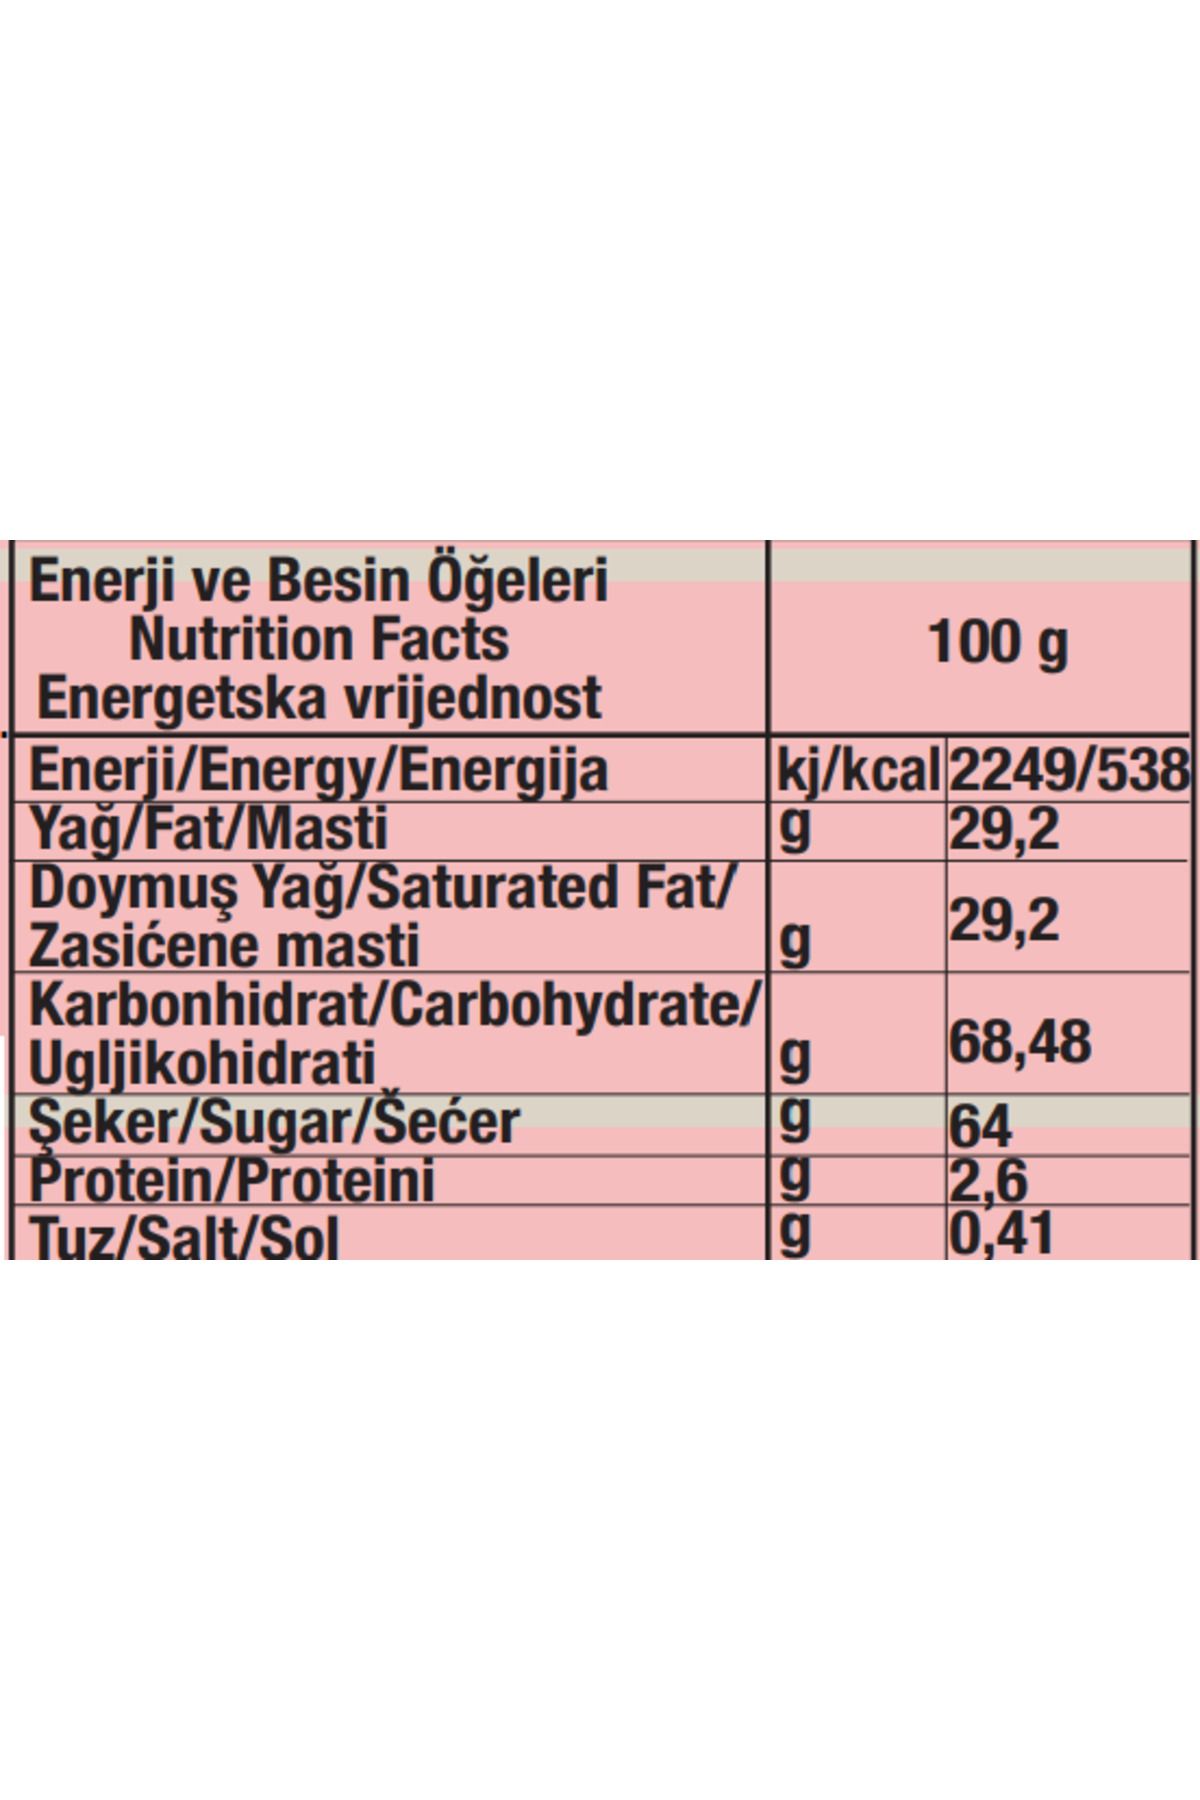 Enerji ve Besin Öğeleri
Nutrition Facts
Energetska vrijednost
100 g
Enerji/Energy/Energija kj/kcal 2249/538
Yağ/Fat/Masti g 29,2
Doymuş Yağ/Saturated Fat/
Zasićene masti g 29,2
Karbonhidrat/Carbohydrate/
Ugljikohidrati g 68,48
Şeker/Sugar/Šećer g 64
Protein/Proteini g 2,6
Tuz/Salt/Sol g 0,41